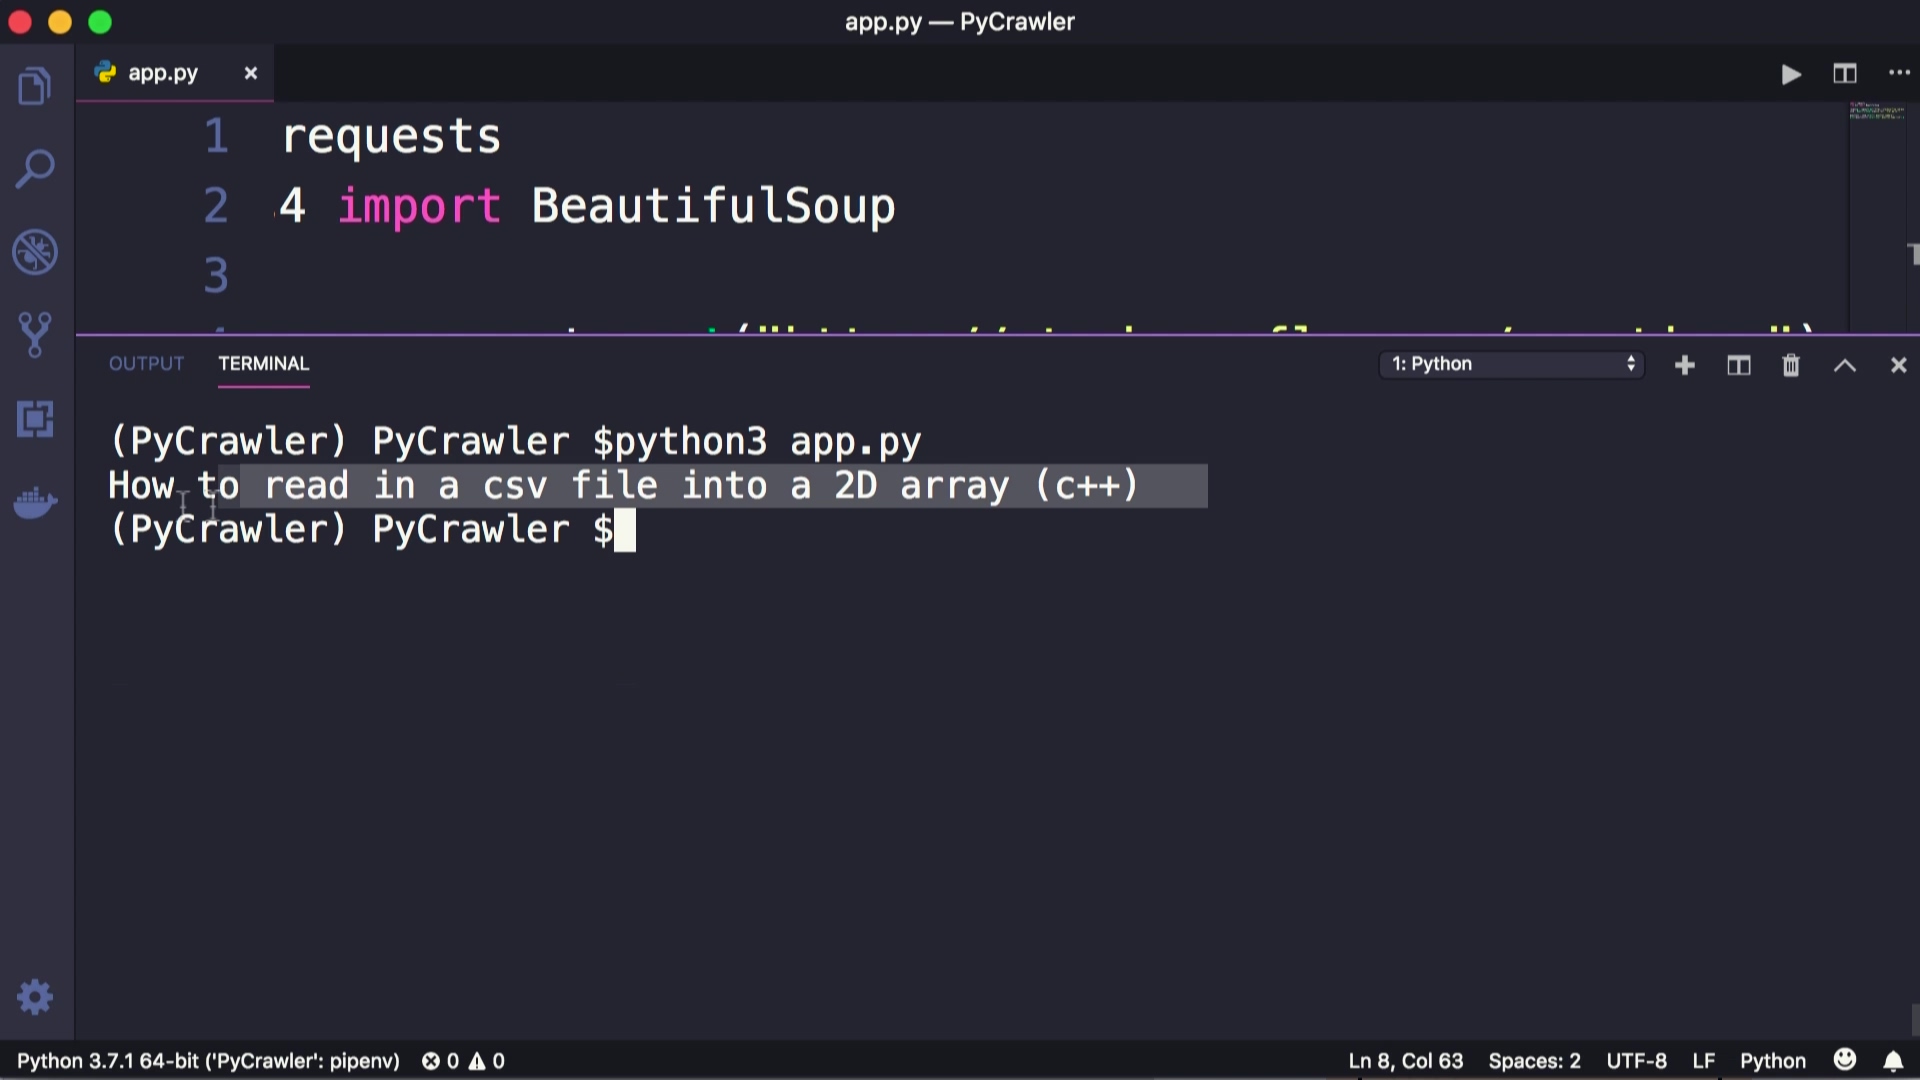 app.py — PyCrawler
app.py
1 requests
2 4 import BeautifulSoup
3
OUTPUT TERMINAL 1: Python
(PyCrawler) PyCrawler $python3 app.py
How to read in a csv file into a 2D array (c++)
(PyCrawler) PyCrawler $
Python 3.7.1 64-bit ('PyCrawler': pipenv) 0 0 Ln 8, Col 63 Spaces: 2 UTF-8 LF Python